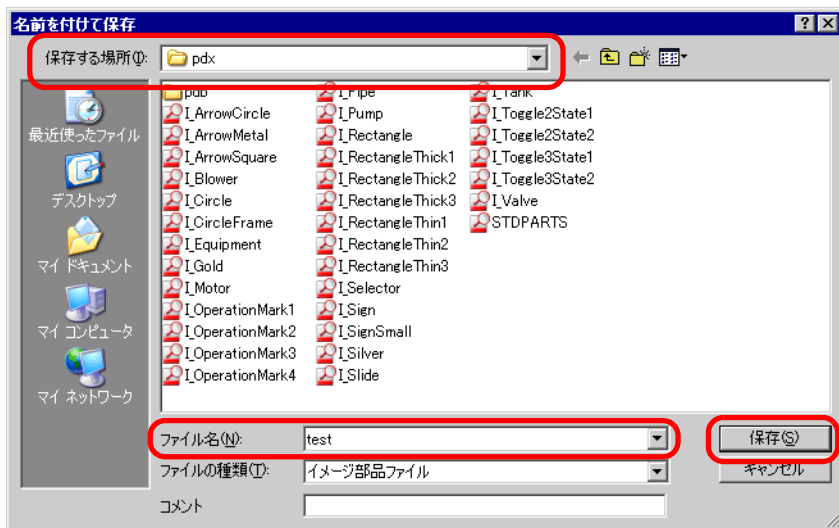 名前を付けて保存
保存する場所(I):
pdx
最近使ったファイル
デスクトップ
マイ ドキュメント
マイ コンピュータ
マイ ネットワーク
pdb
I_ArrowCircle
I_ArrowMetal
I_ArrowSquare
I_Blower
I_Circle
I_CircleFrame
I_Equipment
I_Gold
I_Motor
I_OperationMark1
I_OperationMark2
I_OperationMark3
I_OperationMark4
I_Pipe
I_Pump
I_Rectangle
I_RectangleThick1
I_RectangleThick2
I_RectangleThick3
I_RectangleThin1
I_RectangleThin2
I_RectangleThin3
I_Selector
I_Sign
I_SignSmall
I_Silver
I_Slide
I_Tank
I_Toggle2State1
I_Toggle2State2
I_Toggle3State1
I_Toggle3State2
I_Valve
STDPARTS
ファイル名(N):
test
保存(S)
ファイルの種類(T):
イメージ部品ファイル
キャンセル
コメント